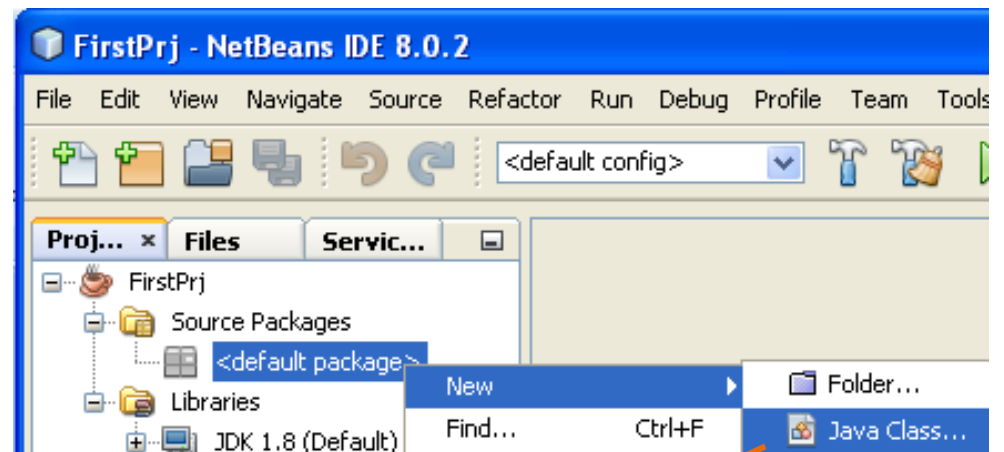 FirstPrj - NetBeans IDE 8.0.2
File Edit View Navigate Source Refactor Run Debug Profile Team Tools
<default config>
Proj... × Files Servic...
FirstPrj
Source Packages
<default package>
New Folder...
Libraries
Find... Ctrl+F Java Class...
JDK 1.8 (Default)